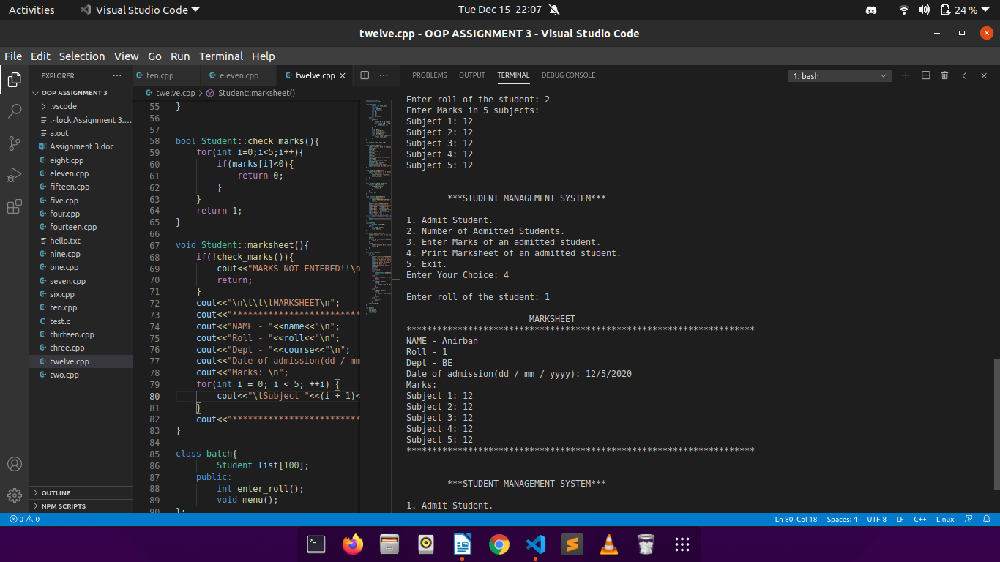 Activities Visual Studio Code Tue Dec 15 22:07 24 %
twelve.cpp - OOP ASSIGNMENT 3 - Visual Studio Code
File Edit Selection View Go Run Terminal Help
EXPLORER
OOP ASSIGNMENT 3
.vscode
.~lock.Assignment 3....
a.out
Assignment 3.doc
eight.cpp
eleven.cpp
fifteen.cpp
five.cpp
four.cpp
fourteen.cpp
hello.txt
nine.cpp
one.cpp
seven.cpp
six.cpp
ten.cpp
test.c
thirteen.cpp
three.cpp
twelve.cpp
two.cpp
OUTLINE
NPM SCRIPTS
ten.cpp eleven.cpp twelve.cpp
twelve.cpp > Student::marksheet()
55 }
56
57
58 bool Student::check_marks(){
59 for(int i=0;i<5;i++){
60 if(marks[i]<0){
61 return 0;
62 }
63 }
64 return 1;
65 }
66
67 void Student::marksheet(){
68 if(!check_marks()){
69 cout<<"MARKS NOT ENTERED!!\n
70 return;
71 }
72 cout<<"\n\t\t\tMARKSHEET\n";
73 cout<<"*************************
74 cout<<"NAME - "<<name<<"\n";
75 cout<<"Roll - "<<roll<<"\n";
76 cout<<"Dept - "<<course<<"\n";
77 cout<<"Date of admission(dd / mm
78 cout<<"Marks: \n";
79 for(int i = 0; i < 5; ++i) {
80 cout<<"\tSubject "<<(i + 1)<
81 }
82 cout<<"*************************
83 }
84
85 class batch{
86 Student list[100];
87 public:
88 int enter_roll();
89 void menu();
90 };
PROBLEMS OUTPUT TERMINAL DEBUG CONSOLE 1: bash
Enter roll of the student: 2
Enter Marks in 5 subjects:
Subject 1: 12
Subject 2: 12
Subject 3: 12
Subject 4: 12
Subject 5: 12
***STUDENT MANAGEMENT SYSTEM***
1. Admit Student.
2. Number of Admitted Students.
3. Enter Marks of an admitted student.
4. Print Marksheet of an admitted student.
5. Exit.
Enter Your Choice: 4
Enter roll of the student: 1
MARKSHEET
********************************************************************
NAME - Anirban
Roll - 1
Dept - BE
Date of admission(dd / mm / yyyy): 12/5/2020
Marks:
Subject 1: 12
Subject 2: 12
Subject 3: 12
Subject 4: 12
Subject 5: 12
********************************************************************
***STUDENT MANAGEMENT SYSTEM***
1. Admit Student.
0 0 Ln 80, Col 18 Spaces: 4 UTF-8 LF C++ Linux